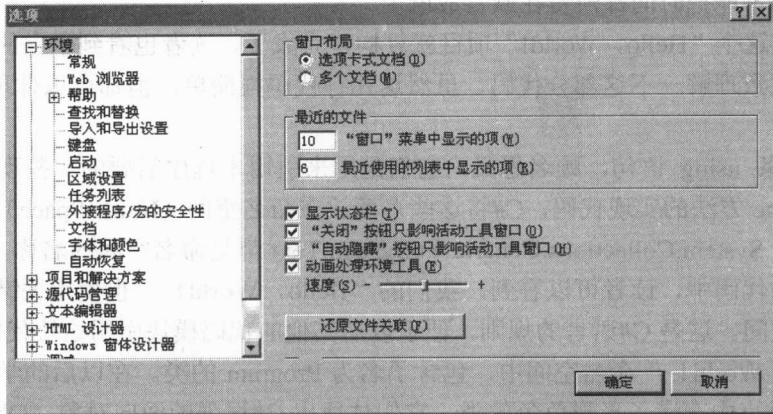 选项
环境
常规
Web 浏览器
帮助
查找和替换
导入和导出设置
键盘
启动
区域设置
任务列表
外接程序/宏的安全性
文档
字体和颜色
自动恢复
项目和解决方案
源代码管理
文本编辑器
HTML 设计器
Windows 窗体设计器
窗口布局
选项卡式文档(D)
多个文档(M)
最近的文件
10 “窗口”菜单中显示的项(W)
6 最近使用的列表中显示的项(R)
显示状态栏(T)
“关闭”按钮只影响活动工具窗口(U)
“自动隐藏”按钮只影响活动工具窗口(H)
动画处理环境工具(E)
速度(S) - +
还原文件关联(F)
确定
取消